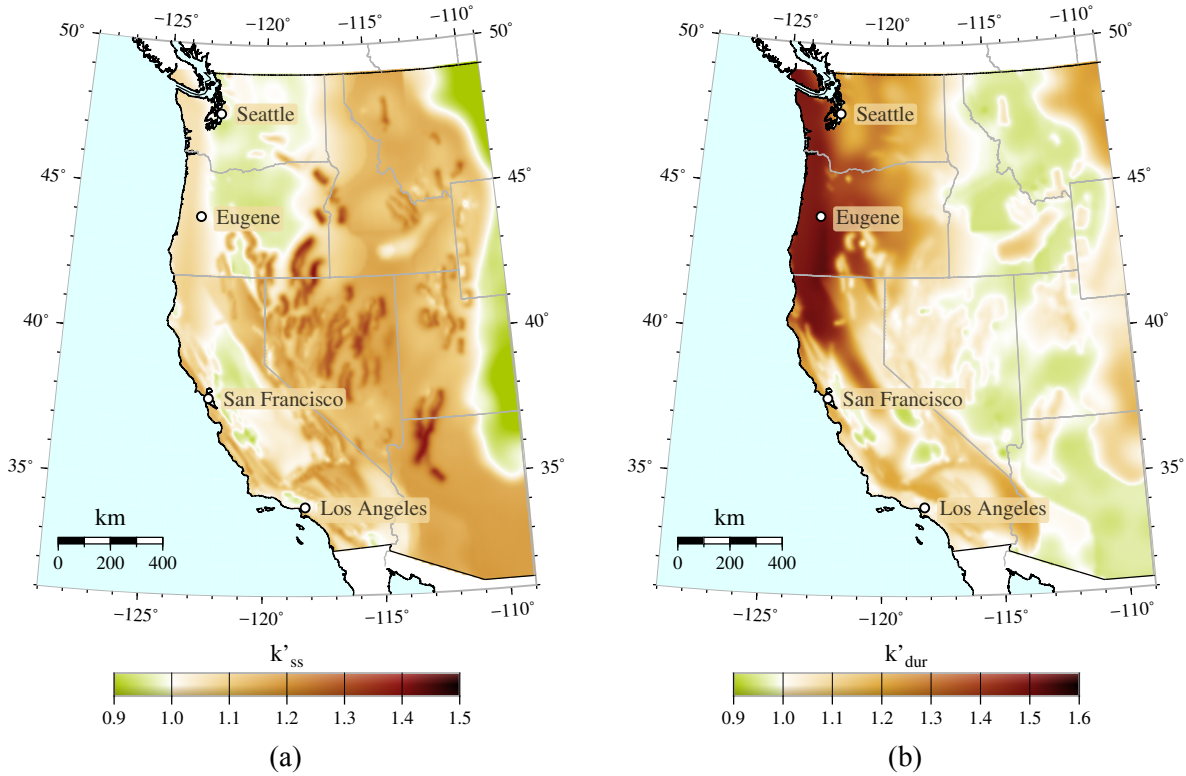 −125˚ −120˚ −115˚ −110˚
50˚ 50˚
Seattle
45˚ 45˚
Eugene
40˚ 40˚
San Francisco
35˚ 35˚
Los Angeles
km
0 200 400
−125˚ −120˚ −115˚ −110˚
k’ss
0.9 1.0 1.1 1.2 1.3 1.4 1.5
(a)
−125˚ −120˚ −115˚ −110˚
50˚ 50˚
Seattle
45˚ 45˚
Eugene
40˚ 40˚
San Francisco
35˚ 35˚
Los Angeles
km
0 200 400
−125˚ −120˚ −115˚ −110˚
k’dur
0.9 1.0 1.1 1.2 1.3 1.4 1.5 1.6
(b)